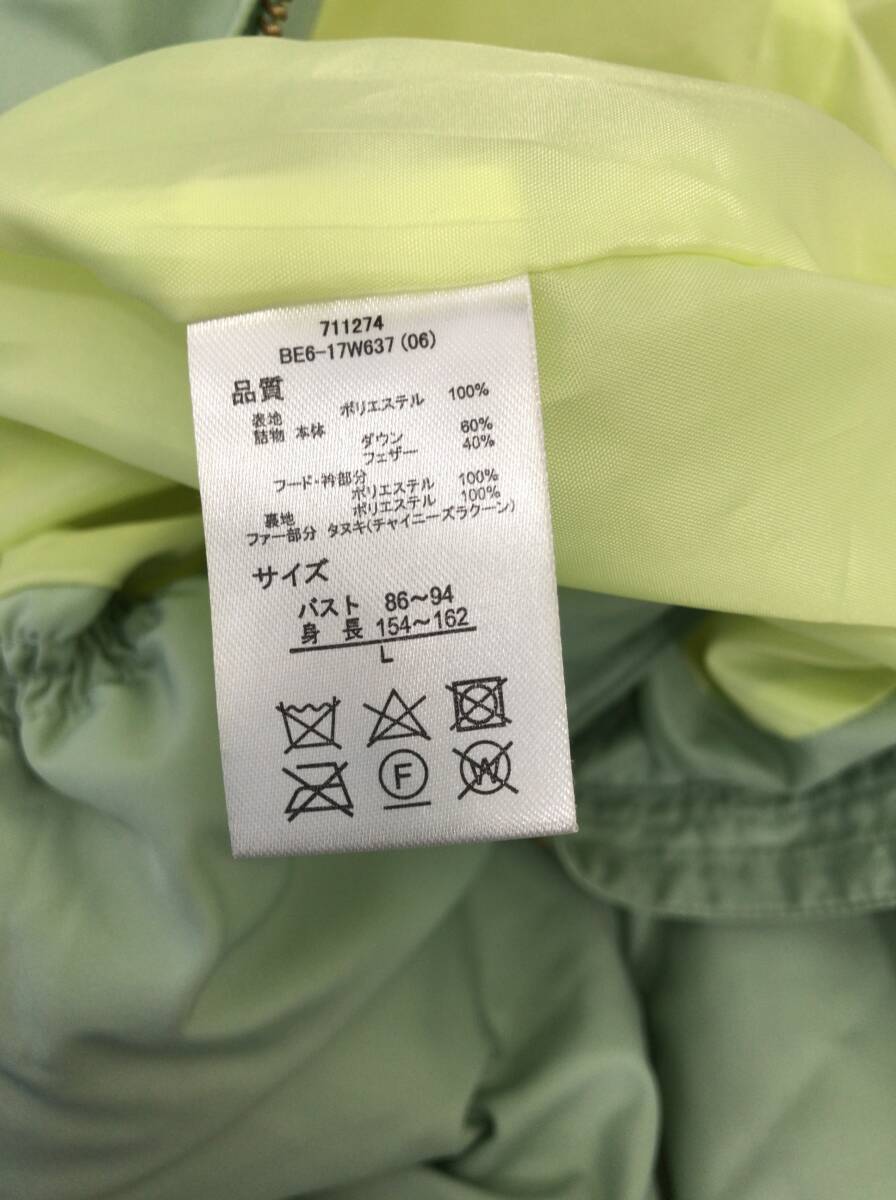 711274
BE6-17W637(06)
品質
表地 ポリエステル 100%
詰物 本体 ダウン 60%
フェザー 40%
フード・衿部分 ポリエステル 100%
裏地 ポリエステル 100%
ファー部分 タヌキ(チャイニーズラクーン)
サイズ
バスト 86～94
身長 154～162
L
F
W